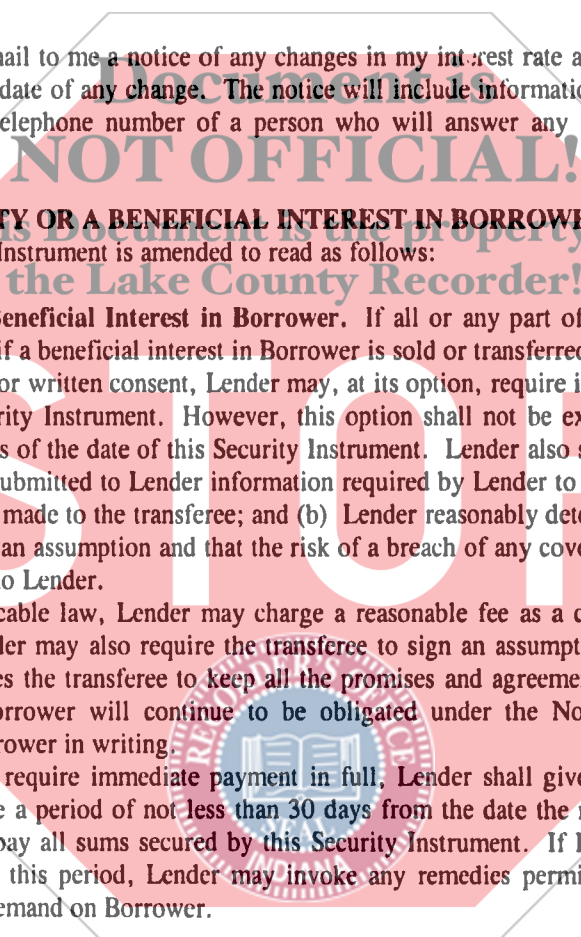 ail to me a notice of any changes in my interest rate a
Document is
date of any change. The notice will include informati
elephone number of a person who will answer any
NOT OFFICIAL!
TY OR A BENEFICIAL INTEREST IN BORROWE
is Document is the property
Instrument is amended to read as follows:
the Lake County Recorder!
Beneficial Interest in Borrower. If all or any part of
if a beneficial interest in Borrower is sold or transferred
or written consent, Lender may, at its option, require i
STOP
rity Instrument. However, this option shall not be ex
s of the date of this Security Instrument. Lender also s
ubmitted to Lender information required by Lender to
made to the transferee; and (b) Lender reasonably dete
an assumption and that the risk of a breach of any cove
o Lender.
cable law, Lender may charge a reasonable fee as a c
der may also require the transferee to sign an assumpt
es the transferee to keep all the promises and agreeme
orrower will continue to be obligated under the No
rower in writing.
RECORDER'S OFFICE
require immediate payment in full, Lender shall give
e a period of not less than 30 days from the date the
pay all sums secured by this Security Instrument. If
SEAL
this period, Lender may invoke any remedies permi
INDIANA
emand on Borrower.